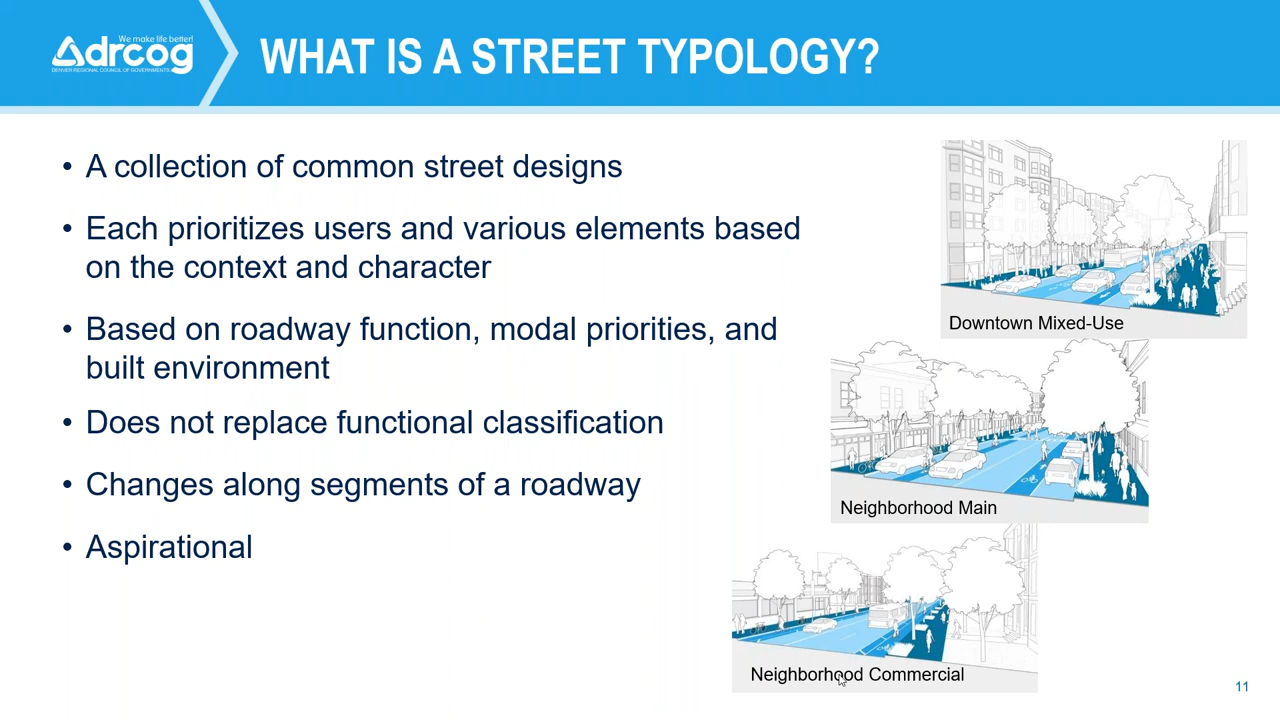 We make life better!
drcog
DENVER REGIONAL COUNCIL OF GOVERNMENTS
WHAT IS A STREET TYPOLOGY?
• A collection of common street designs
• Each prioritizes users and various elements based
on the context and character
• Based on roadway function, modal priorities, and
built environment
• Does not replace functional classification
• Changes along segments of a roadway
• Aspirational
Downtown Mixed-Use
Neighborhood Main
Neighborhood Commercial
11